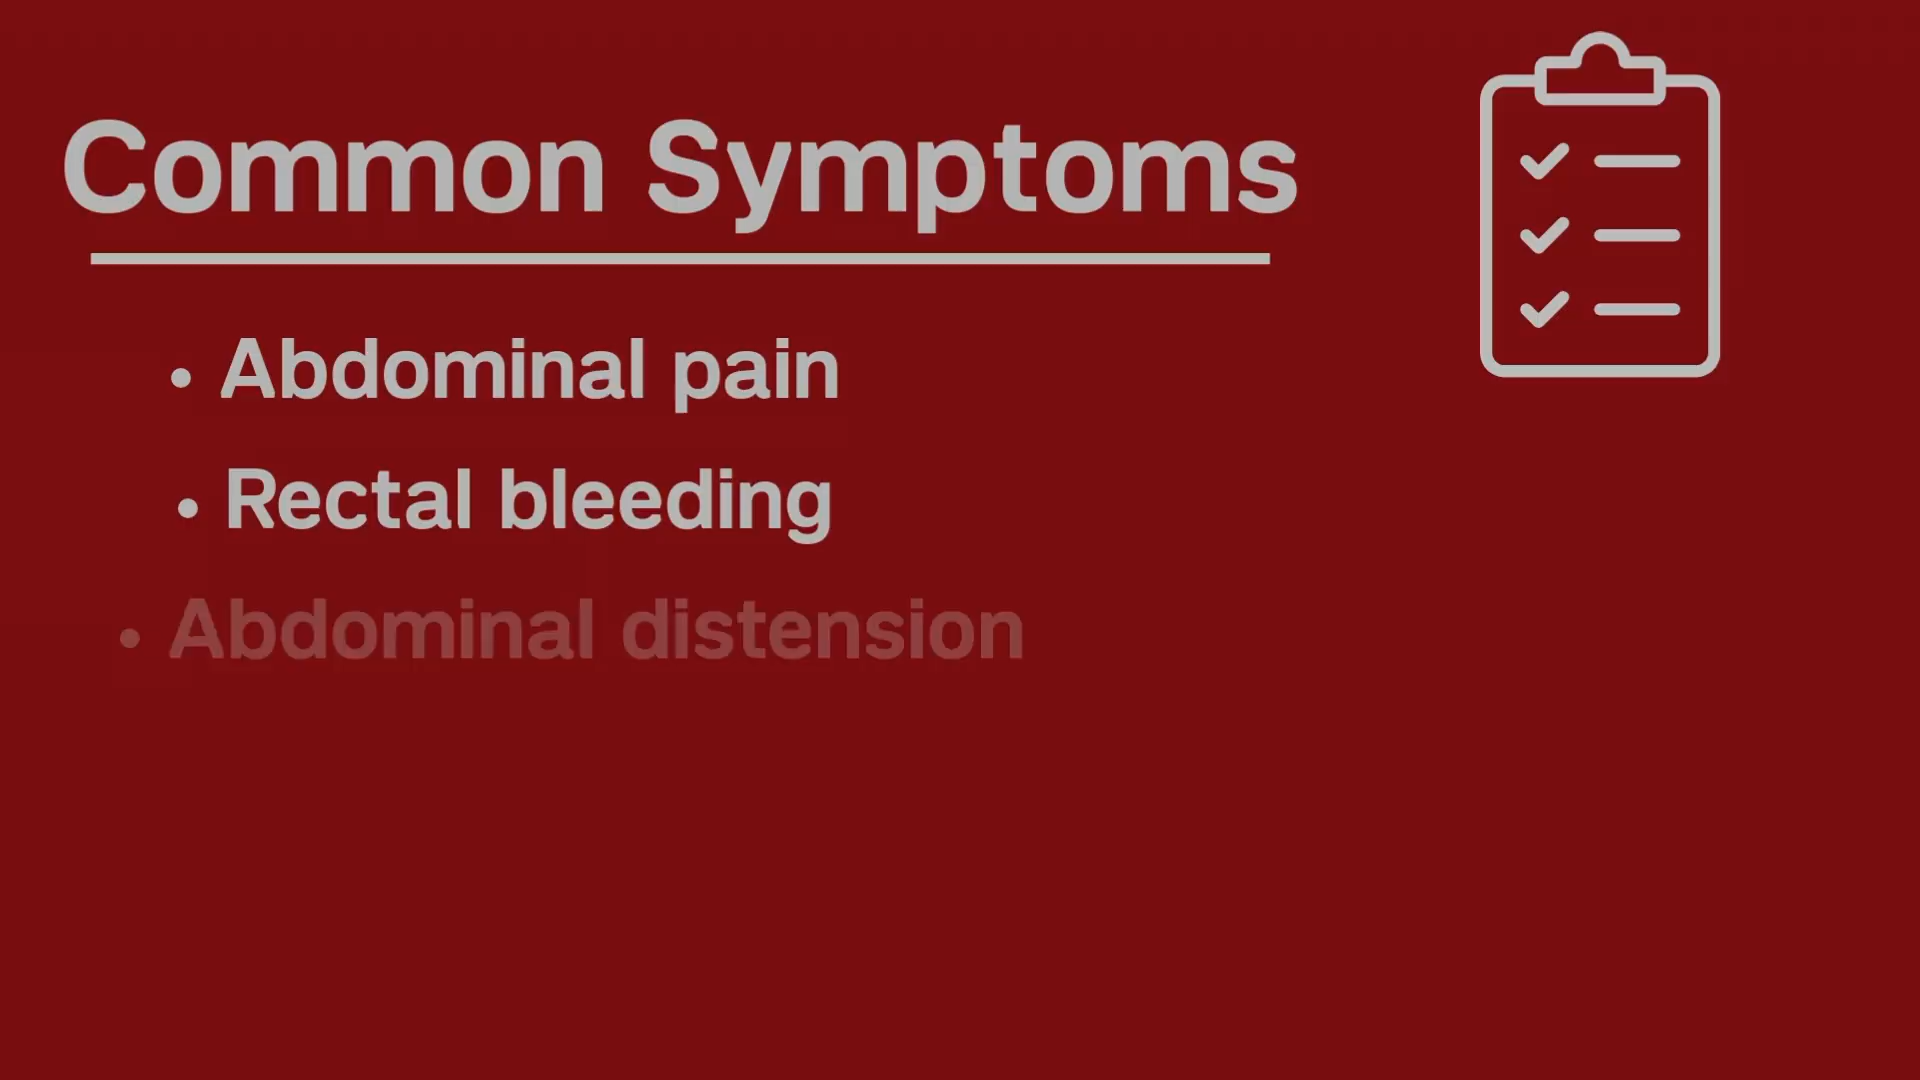 Common Symptoms
• Abdominal pain
• Rectal bleeding
• Abdominal distension